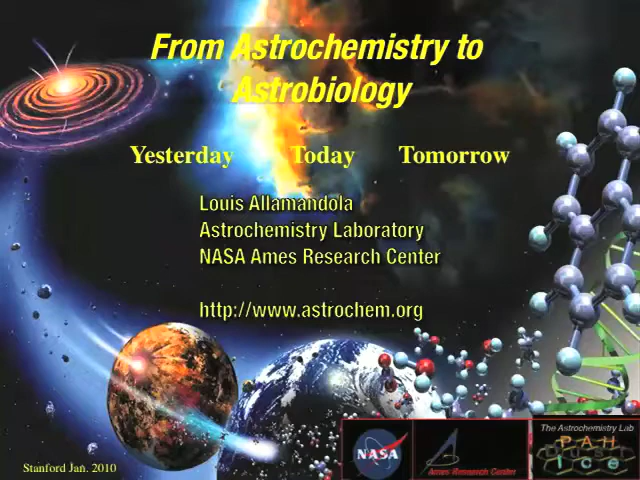 From Astrochemistry to
Astrobiology
Yesterday Today Tomorrow
Louis Allamandola
Astrochemistry Laboratory
NASA Ames Research Center
http://www.astrochem.org
The Astrochemistry Lab
PAH
NASA
Ames Research Center
Ice
Stanford Jan. 2010